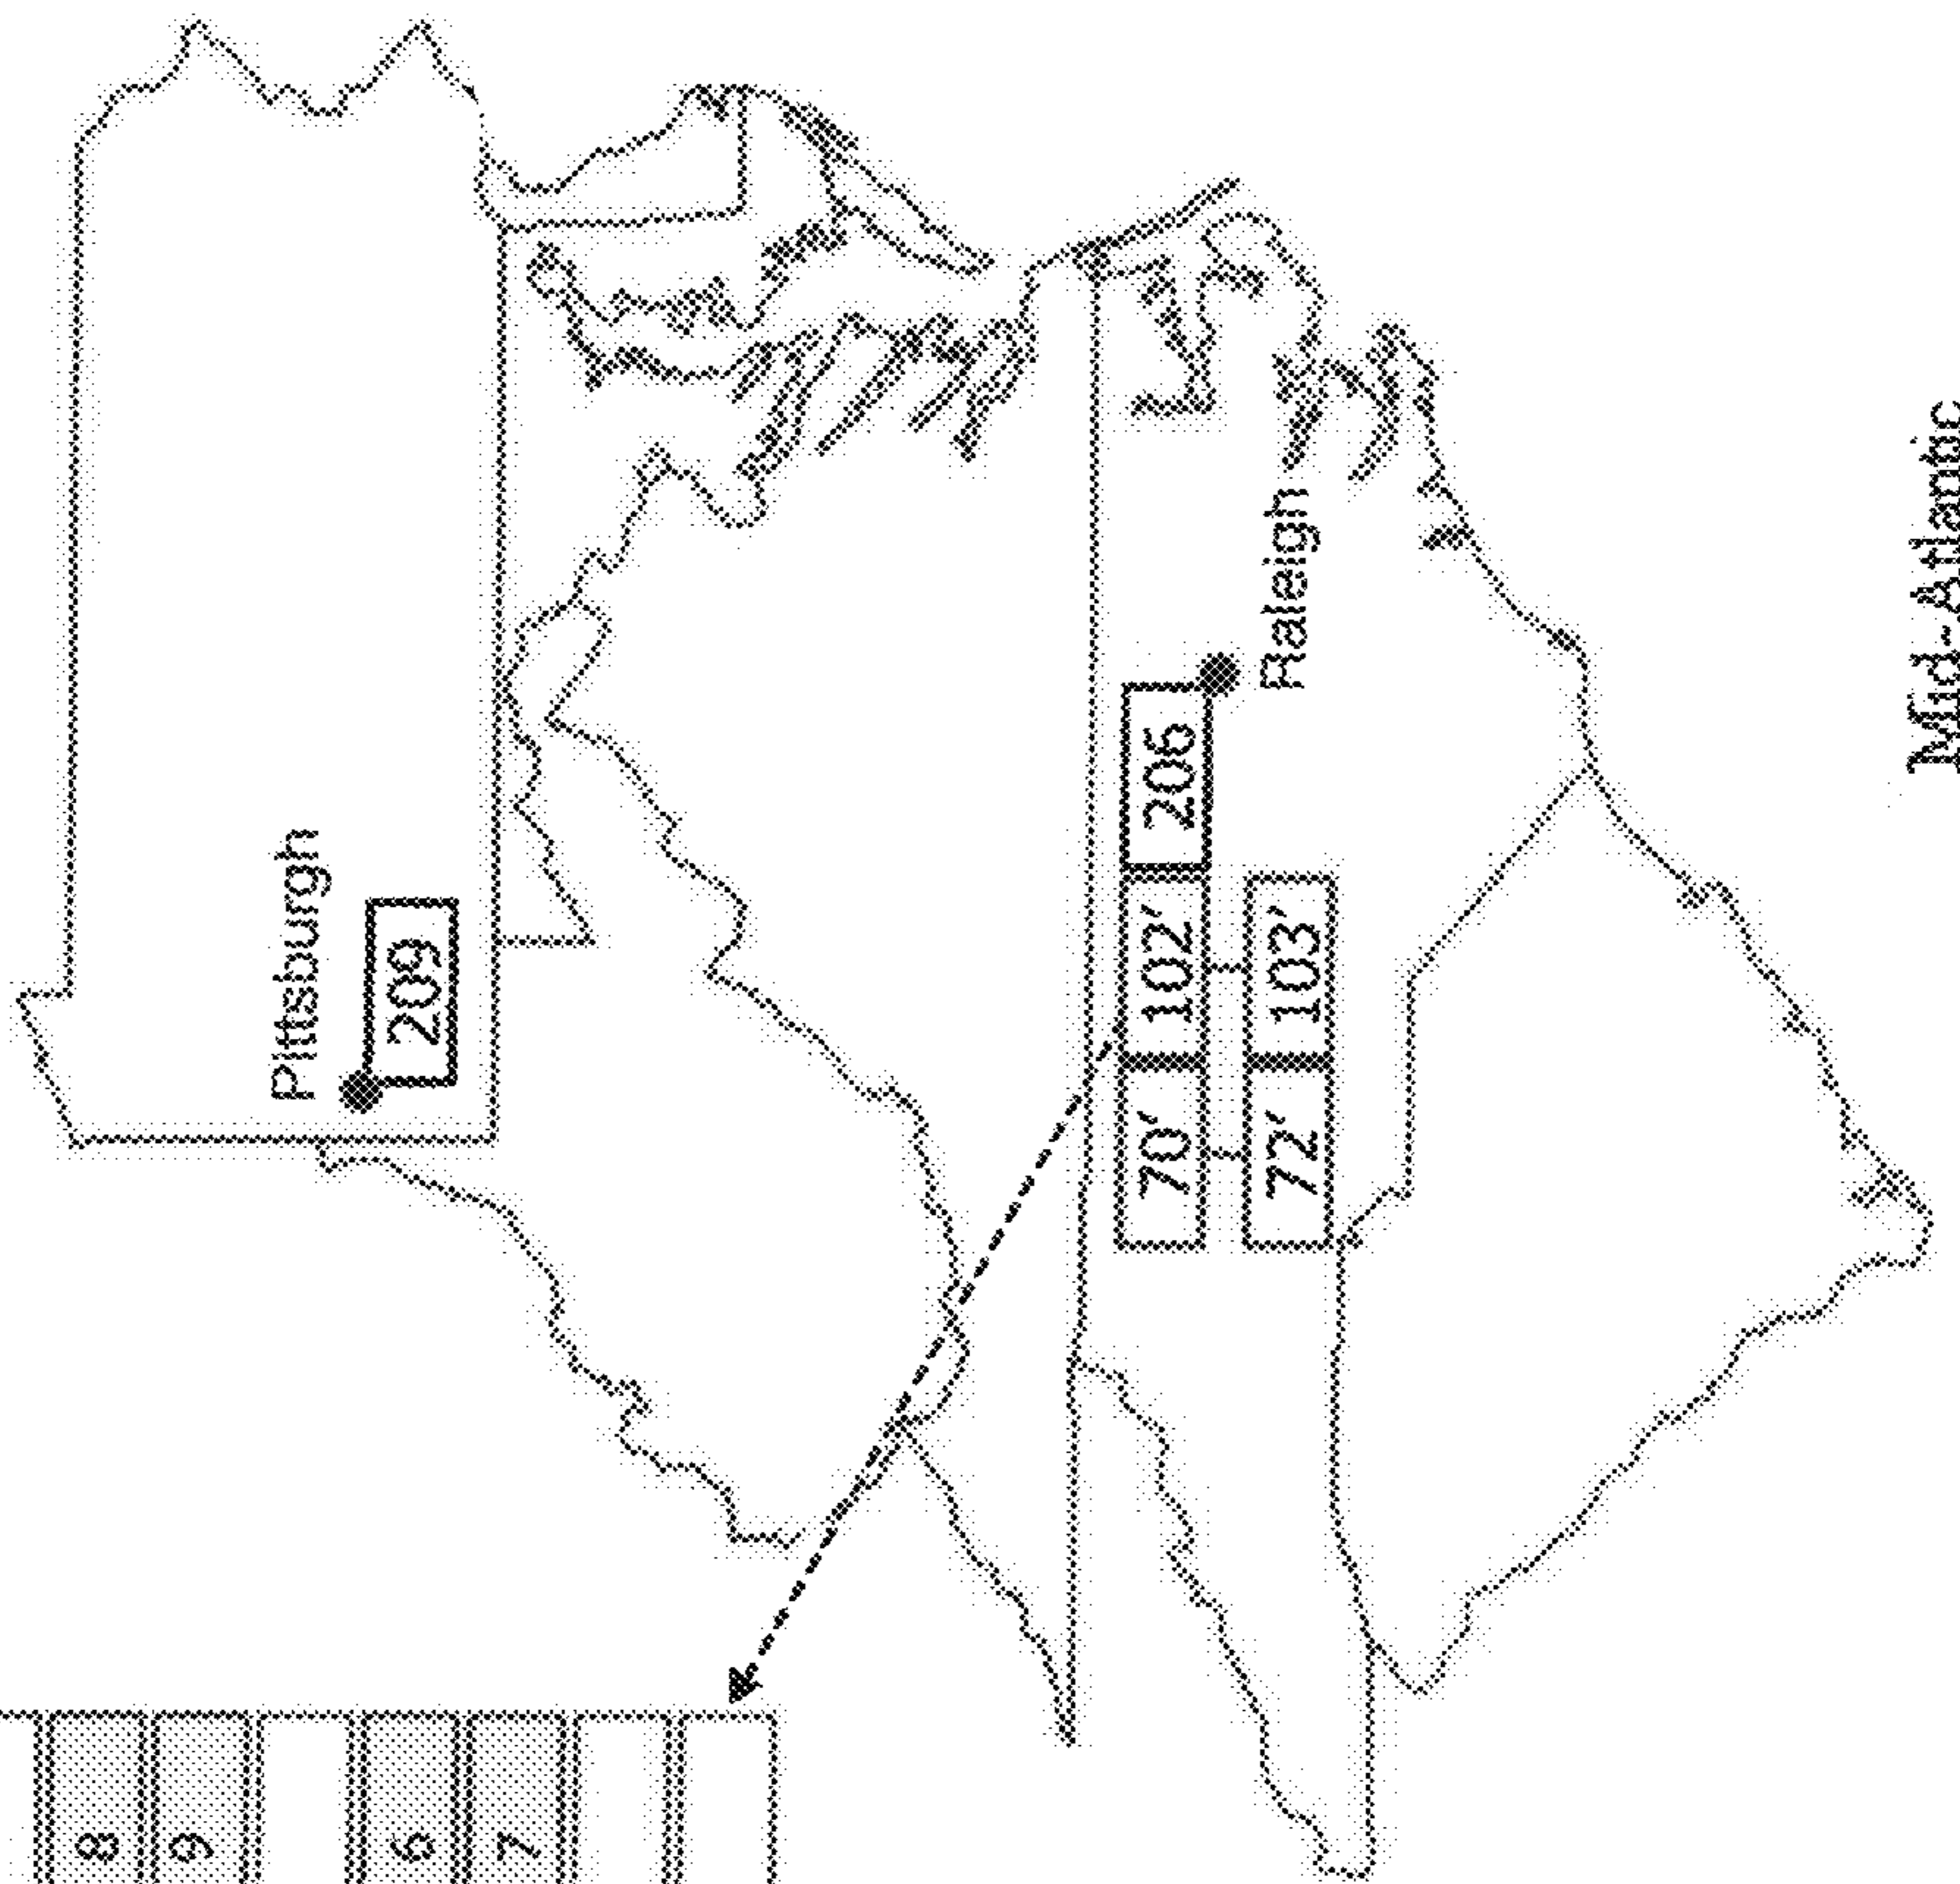 Pittsburgh
209
206
Raleigh
70' 102'
72' 103'
8
9
6
7
Mid-Atlantic